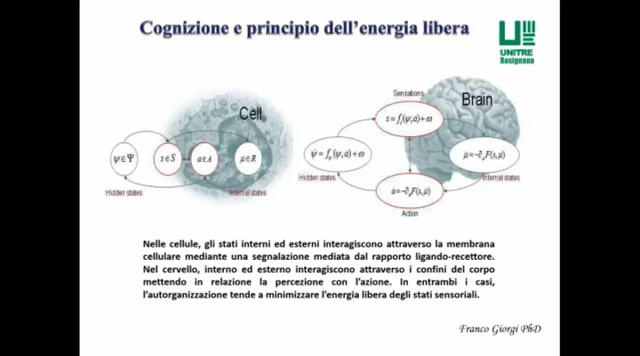 Cognizione e principio dell'energia libera
UNITRE
Rosignano
Cell
ψ∈Ψ
s∈S
a∈A
μ∈R
Hidden states
Internal states
Sensations
Brain
Hidden states
Internal states
Action
Nelle cellule, gli stati interni ed esterni interagiscono attraverso la membrana
cellulare mediante una segnalazione mediata dal rapporto ligando-recettore.
Nel cervello, interno ed esterno interagiscono attraverso i confini del corpo
mettendo in relazione la percezione con l'azione. In entrambi i casi,
l'autorganizzazione tende a minimizzare l'energia libera degli stati sensoriali.
Franco Giorgi PhD